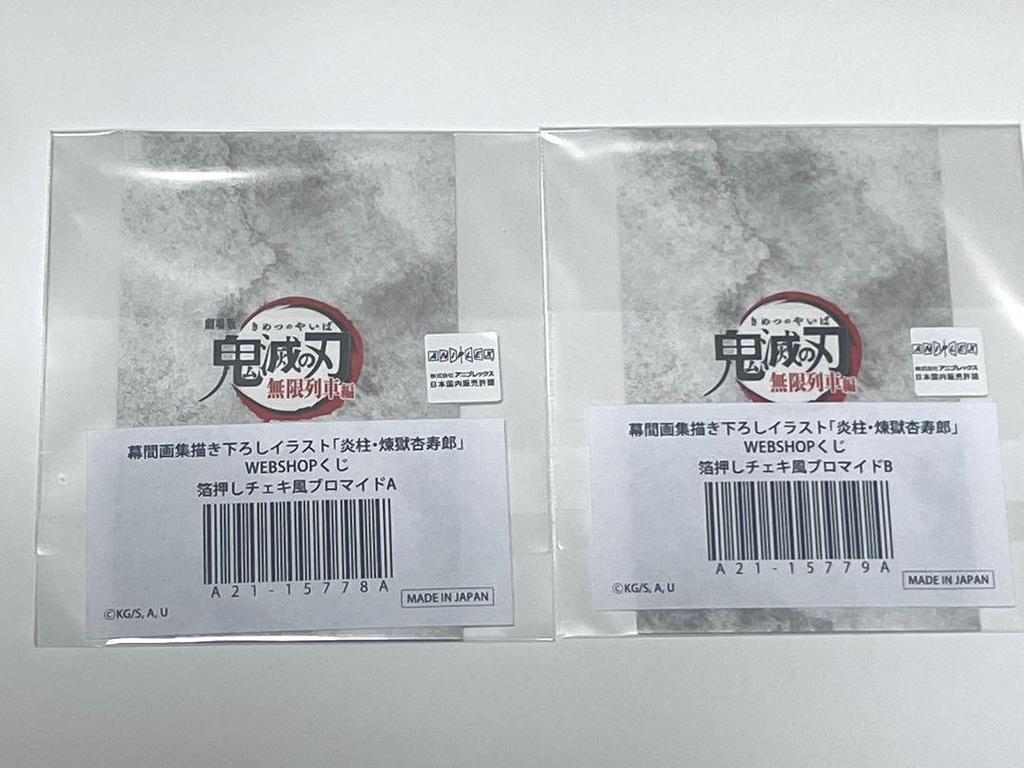 劇場版
きめつのやいば
鬼滅の刃
無限列車編
ANIPLEX
株式会社 アニプレックス
日本国内販売許諾
幕間画集描き下ろしイラスト「炎柱・煉獄杏寿郎」
WEBSHOPくじ
箔押しチェキ風ブロマイドA
A21-15778A
MADE IN JAPAN
©KG/S, A, U
きめつのやいば
鬼滅の刃
無限列車編
ANIPLEX
株式会社 アニプレックス
日本国内販売許諾
幕間画集描き下ろしイラスト「炎柱・煉獄杏寿郎」
WEBSHOPくじ
箔押しチェキ風ブロマイドB
A21-15779A
MADE IN JAPAN
©KG/S, A, U